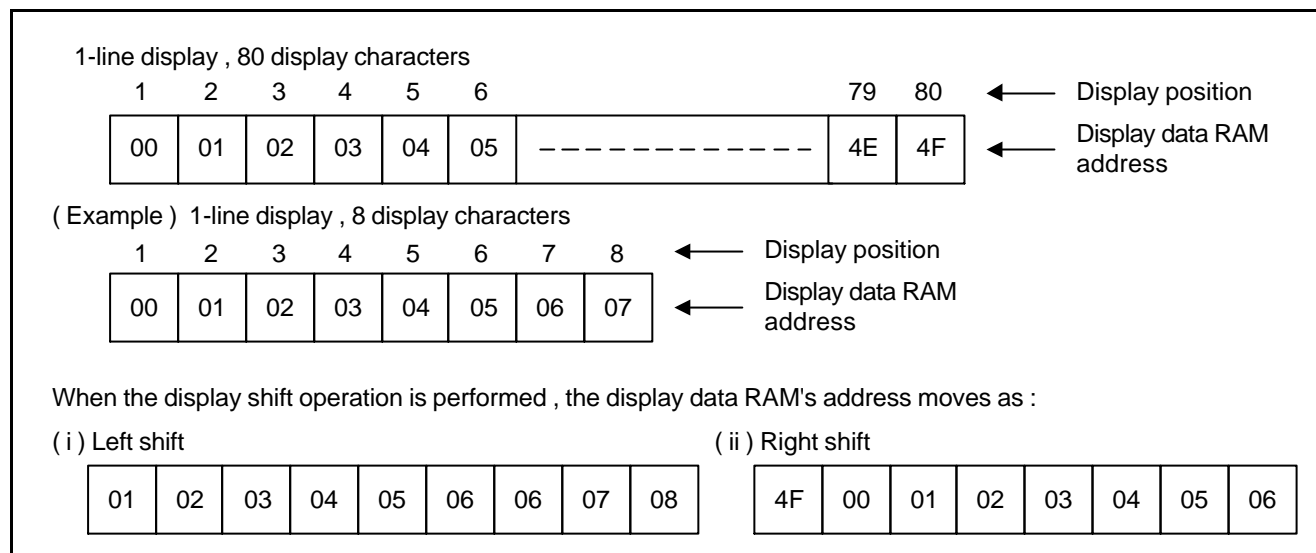 1-line display , 80 display characters
1 2 3 4 5 6 79 80 Display position
00 01 02 03 04 05 4E 4F Display data RAM address
( Example ) 1-line display , 8 display characters
1 2 3 4 5 6 7 8 Display position
00 01 02 03 04 05 06 07 Display data RAM address
When the display shift operation is performed , the display data RAM's address moves as :
( i ) Left shift ( ii ) Right shift
01 02 03 04 05 06 06 07 08 4F 00 01 02 03 04 05 06